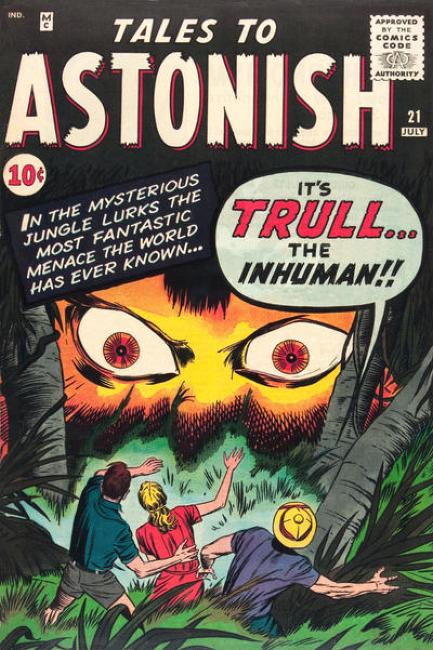 IND.
M
C
TALES TO
ASTONISH
APPROVED
BY THE
COMICS
CODE
CA
AUTHORITY
21
JULY
10¢
IN THE MYSTERIOUS
JUNGLE LURKS THE
MOST FANTASTIC
MENACE THE WORLD
HAS EVER KNOWN...
IT'S
TRULL...
THE
INHUMAN!!